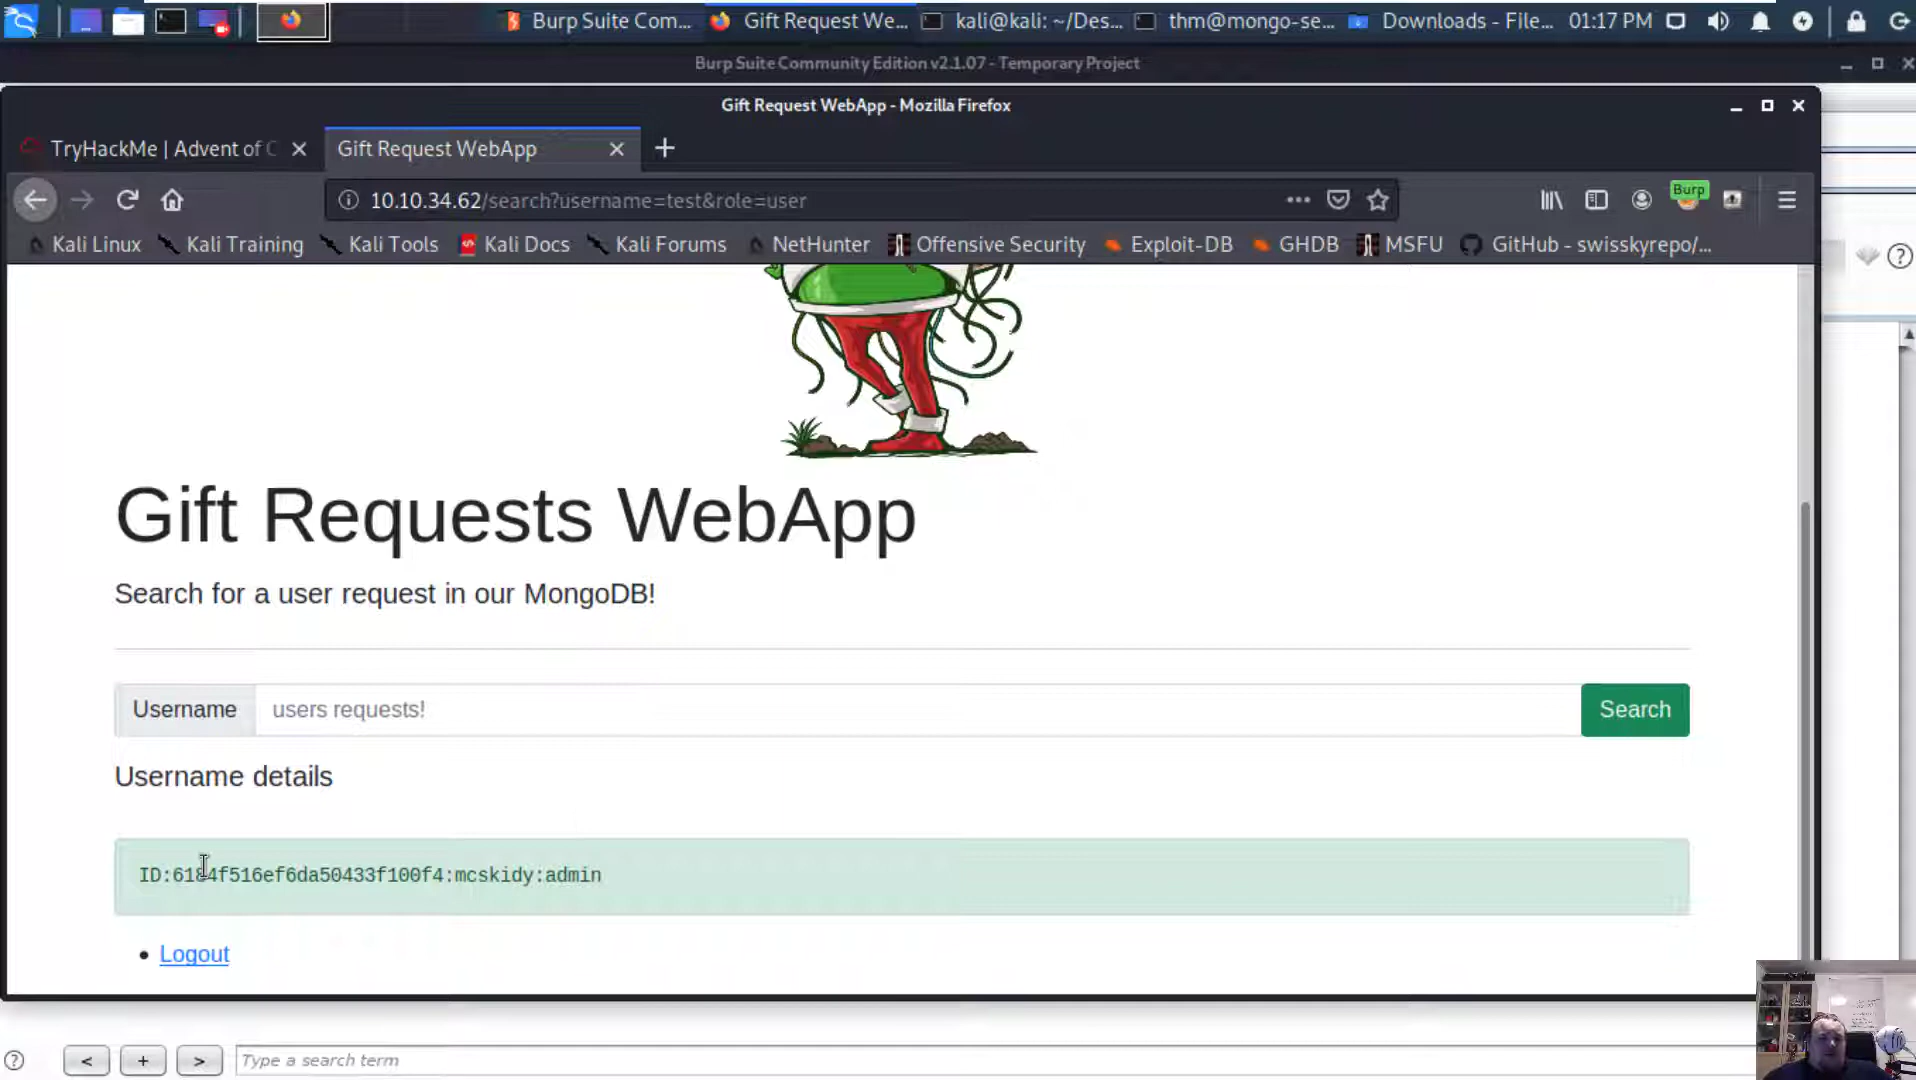 Burp Suite Com...
Gift Request We...
kali@kali: ~/Des...
thm@mongo-se...
Downloads - File...
01:17 PM
Burp Suite Community Edition v2.1.07 - Temporary Project
Gift Request WebApp - Mozilla Firefox
TryHackMe | Advent of C
Gift Request WebApp
10.10.34.62/search?username=test&role=user
Burp
Kali Linux
Kali Training
Kali Tools
Kali Docs
Kali Forums
NetHunter
Offensive Security
Exploit-DB
GHDB
MSFU
GitHub - swisskyrepo/...
Gift Requests WebApp
Search for a user request in our MongoDB!
Username
users requests!
Search
Username details
ID:6184f516ef6da50433f100f4:mcskidy:admin
Logout
<
+
>
Type a search term